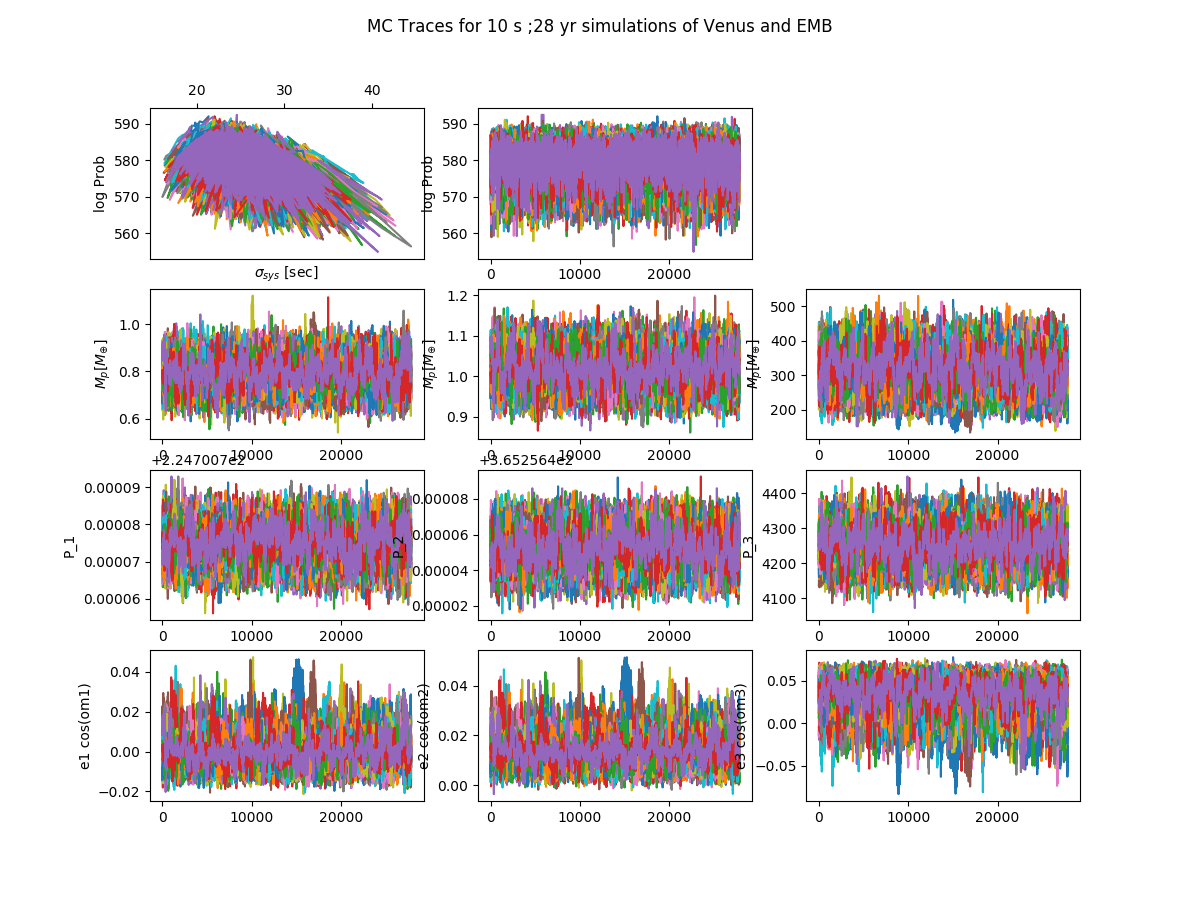 MC Traces for 10 s ;28 yr simulations of Venus and EMB
20 30 40
590 580 570 560
log Prob
σ_sys [sec]
590 580 570 560
log Prob
0 10000 20000
1.0 0.8 0.6
M_p[M_⊕]
0 10000 20000
1.2 1.1 1.0 0.9
M_p[M_⊕]
0 10000 20000
500 400 300 200
M_p[M_⊕]
0 10000 20000
+2.247007e2
0.00009 0.00008 0.00007 0.00006
P_1
0 10000 20000
+3.652564e2
0.00008 0.00006 0.00004 0.00002
P_2
0 10000 20000
4400 4300 4200 4100
P_3
0 10000 20000
0.04 0.02 0.00 −0.02
e1 cos(om1)
0 10000 20000
0.04 0.02 0.00
e2 cos(om2)
0 10000 20000
0.05 0.00 −0.05
e3 cos(om3)
0 10000 20000